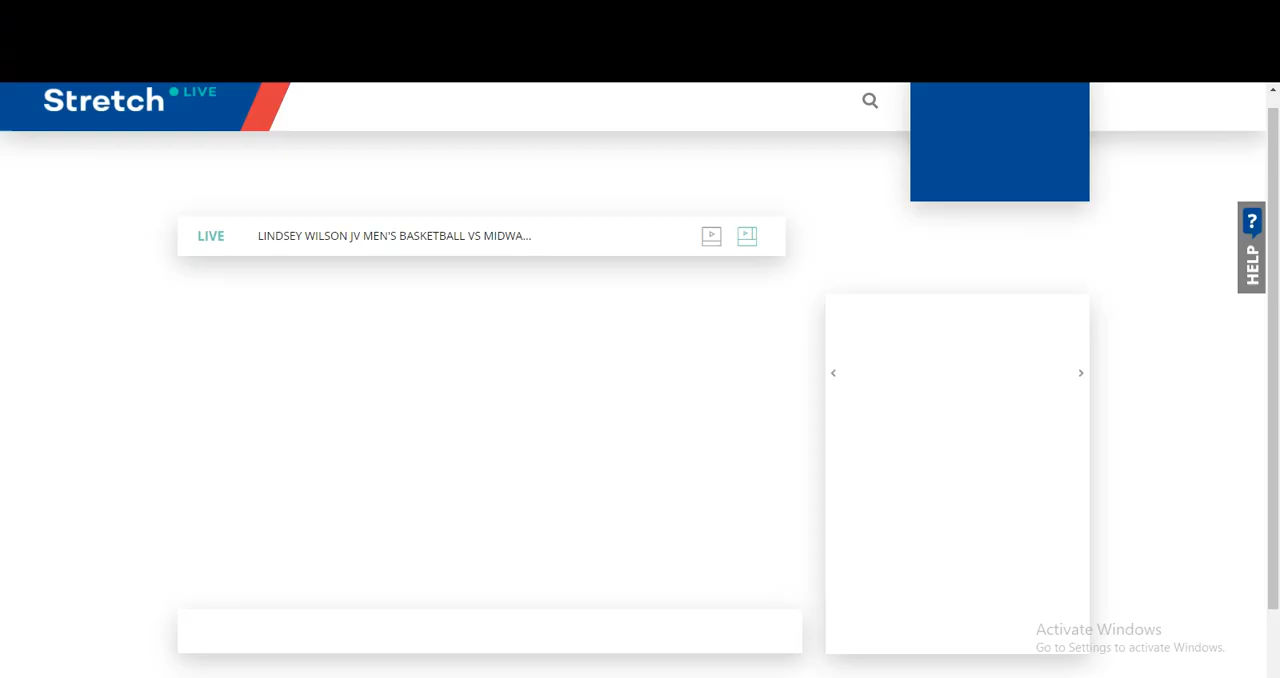 Stretch LIVE
LIVE LINDSEY WILSON JV MEN'S BASKETBALL VS MIDWA...
? HELP
Activate Windows
Go to Settings to activate Windows.